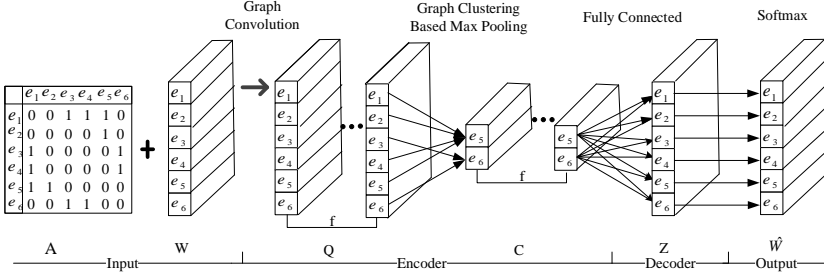 Graph Convolution
Graph Clustering Based Max Pooling
Fully Connected
Softmax
e1 e2 e3 e4 e5 e6
e1 0 0 1 1 1 0
e2 0 0 0 0 1 0
e3 1 0 0 0 0 1
e4 1 0 0 0 0 1
e5 1 1 0 0 0 0
e6 0 0 1 1 0 0
+
e1
e2
e3
e4
e5
e6
e1
e2
e3
e4
e5
e6
f
e1
e2
e3
e4
e5
e6
e5
e6
f
e5
e6
e1
e2
e3
e4
e5
e6
e1
e2
e3
e4
e5
e6
A W Q C Z Ŵ
Input Encoder Decoder Output